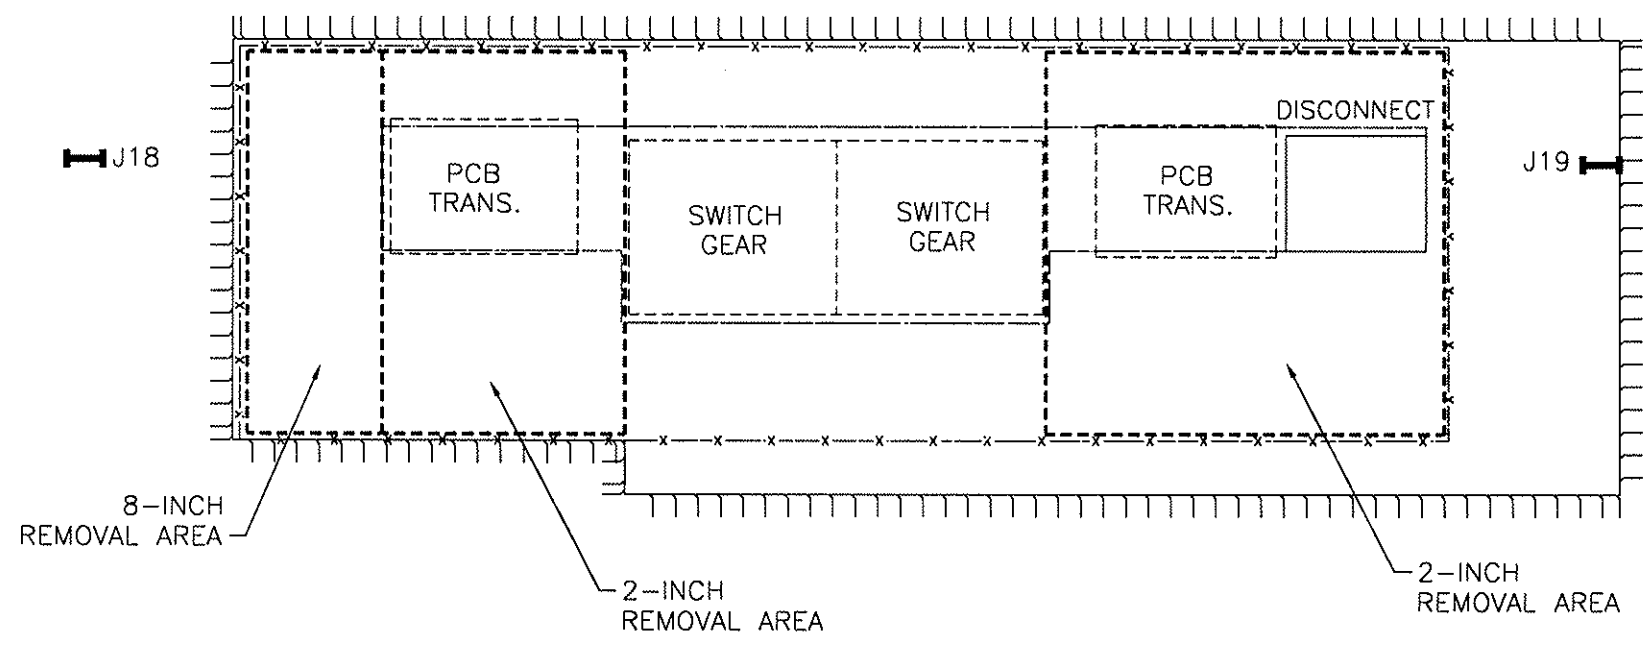 DISCONNECT
J18
PCB
TRANS.
SWITCH
GEAR
SWITCH
GEAR
PCB
TRANS.
J19
8-INCH
REMOVAL AREA
2-INCH
REMOVAL AREA
2-INCH
REMOVAL AREA